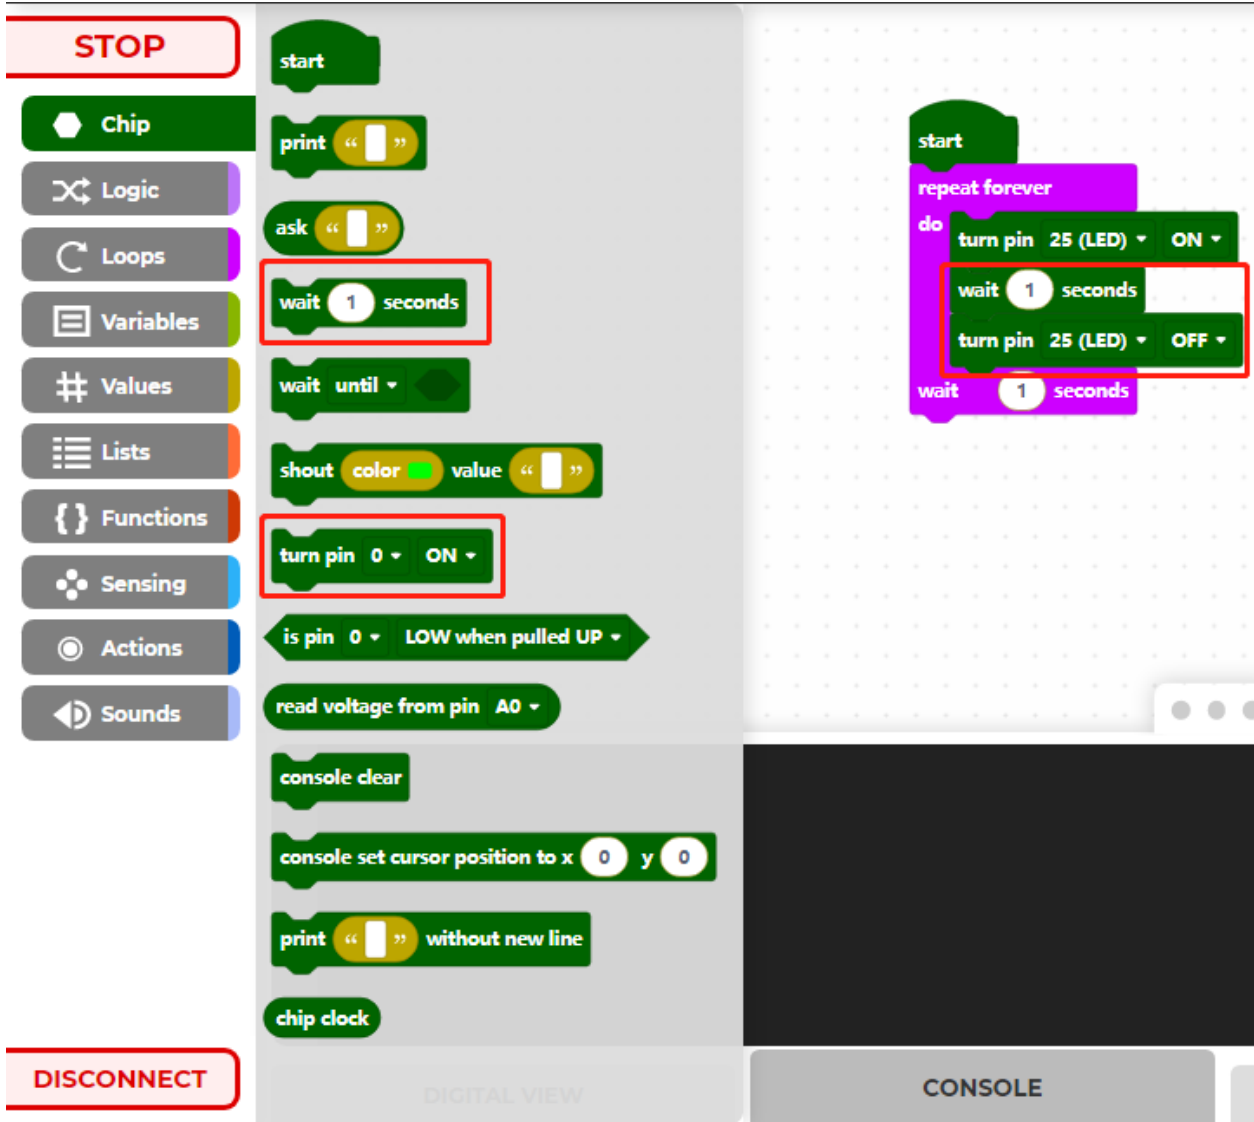 STOP
Chip
Logic
Loops
Variables
Values
Lists
Functions
Sensing
Actions
Sounds
DISCONNECT
start
print “ ”
ask “ ”
wait 1 seconds
wait until
shout color value “ ”
turn pin 0 ON
is pin 0 LOW when pulled UP
read voltage from pin A0
console clear
console set cursor position to x 0 y 0
print “ ” without new line
chip clock
DIGITAL VIEW
start
repeat forever
do turn pin 25 (LED) ON
wait 1 seconds
turn pin 25 (LED) OFF
wait 1 seconds
CONSOLE